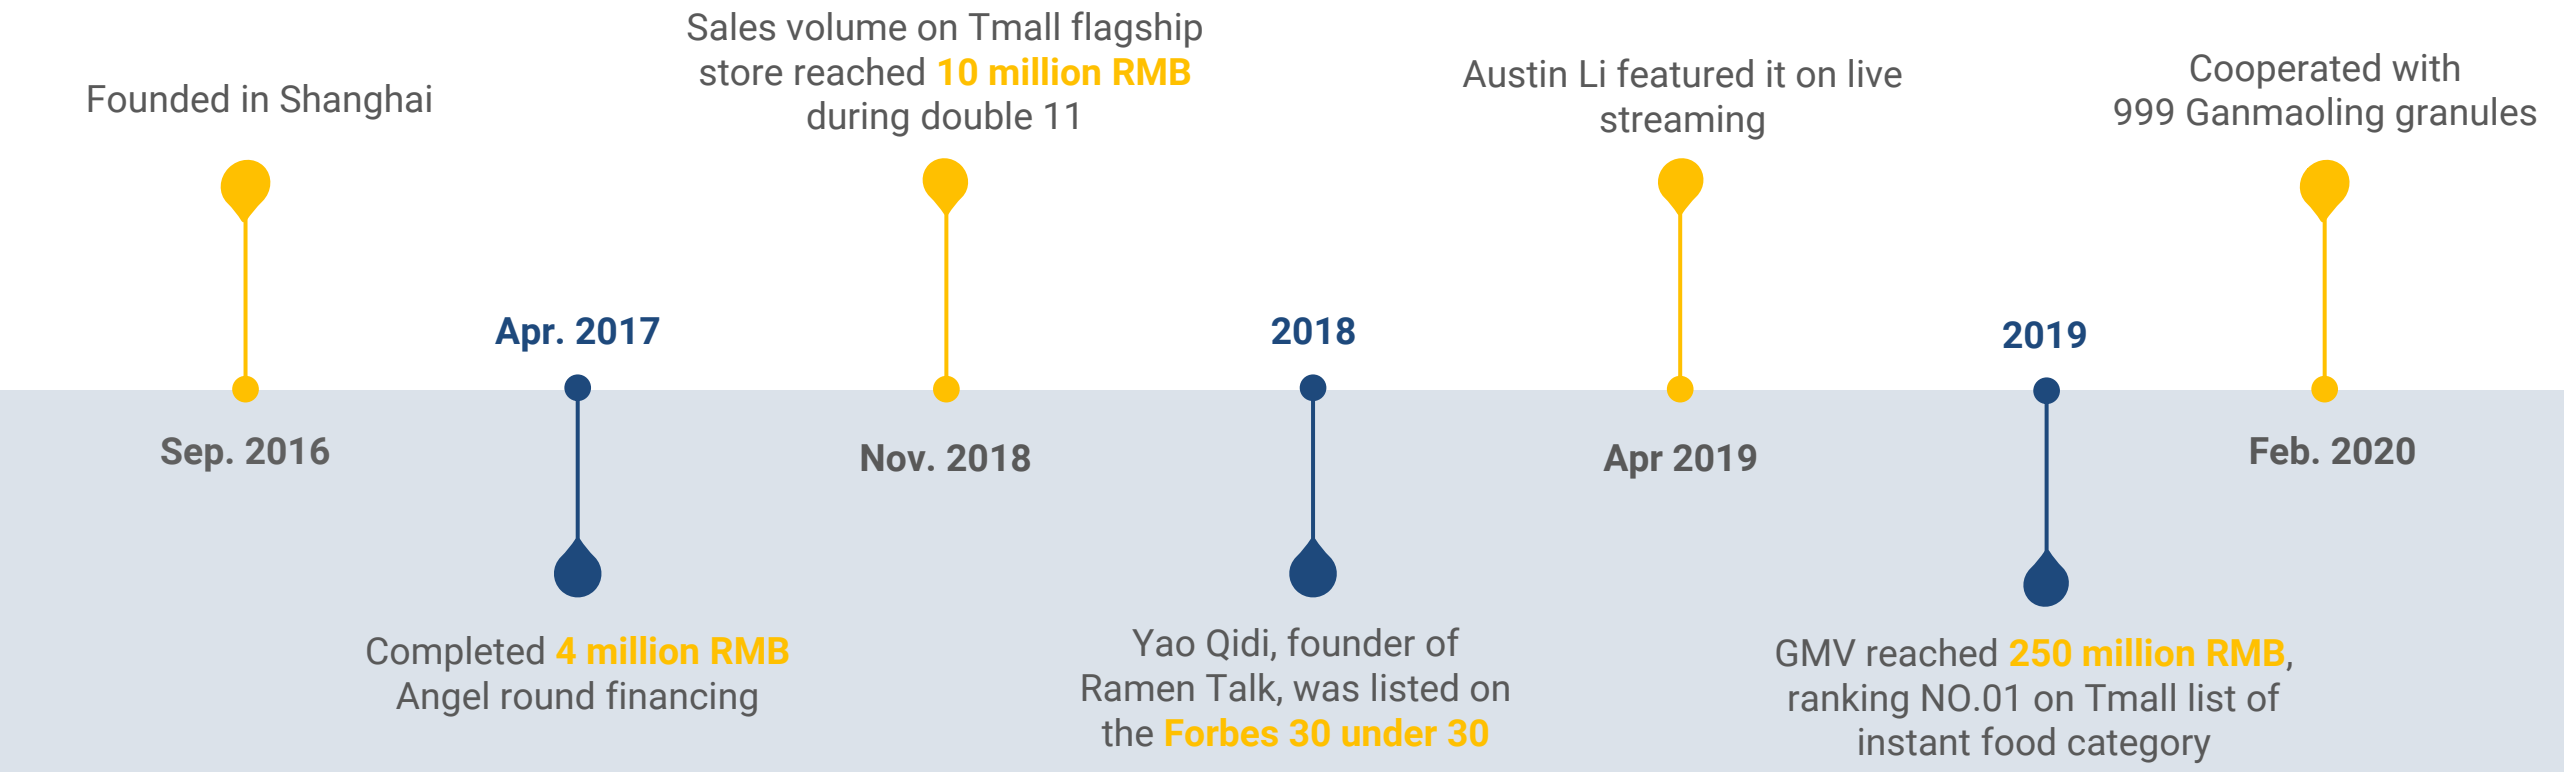 Founded in Shanghai
Sep. 2016
Apr. 2017
Completed 4 million RMB
Angel round financing
Sales volume on Tmall flagship
store reached 10 million RMB
during double 11
Nov. 2018
2018
Yao Qidi, founder of
Ramen Talk, was listed on
the Forbes 30 under 30
Austin Li featured it on live
streaming
Apr 2019
2019
GMV reached 250 million RMB,
ranking NO.01 on Tmall list of
instant food category
Cooperated with
999 Ganmaoling granules
Feb. 2020